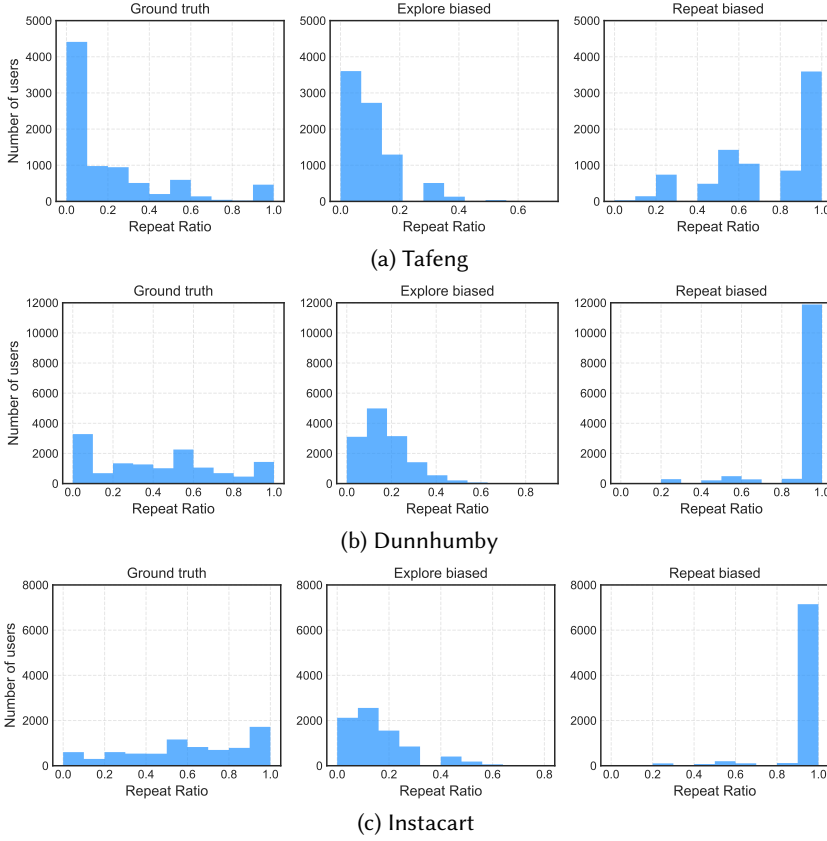 Ground truth Explore biased Repeat biased
Number of users
5000 5000 5000
4000 4000 4000
3000 3000 3000
2000 2000 2000
1000 1000 1000
0 0 0
0.0 0.2 0.4 0.6 0.8 1.0 0.0 0.2 0.4 0.6 0.0 0.2 0.4 0.6 0.8 1.0
Repeat Ratio Repeat Ratio Repeat Ratio
(a) Tafeng
Ground truth Explore biased Repeat biased
Number of users
12000 12000 12000
10000 10000 10000
8000 8000 8000
6000 6000 6000
4000 4000 4000
2000 2000 2000
0 0 0
0.0 0.2 0.4 0.6 0.8 1.0 0.0 0.2 0.4 0.6 0.8 0.0 0.2 0.4 0.6 0.8 1.0
Repeat Ratio Repeat Ratio Repeat Ratio
(b) Dunnhumby
Ground truth Explore biased Repeat biased
Number of users
8000 8000 8000
6000 6000 6000
4000 4000 4000
2000 2000 2000
0 0 0
0.0 0.2 0.4 0.6 0.8 1.0 0.0 0.2 0.4 0.6 0.8 0.0 0.2 0.4 0.6 0.8 1.0
Repeat Ratio Repeat Ratio Repeat Ratio
(c) Instacart